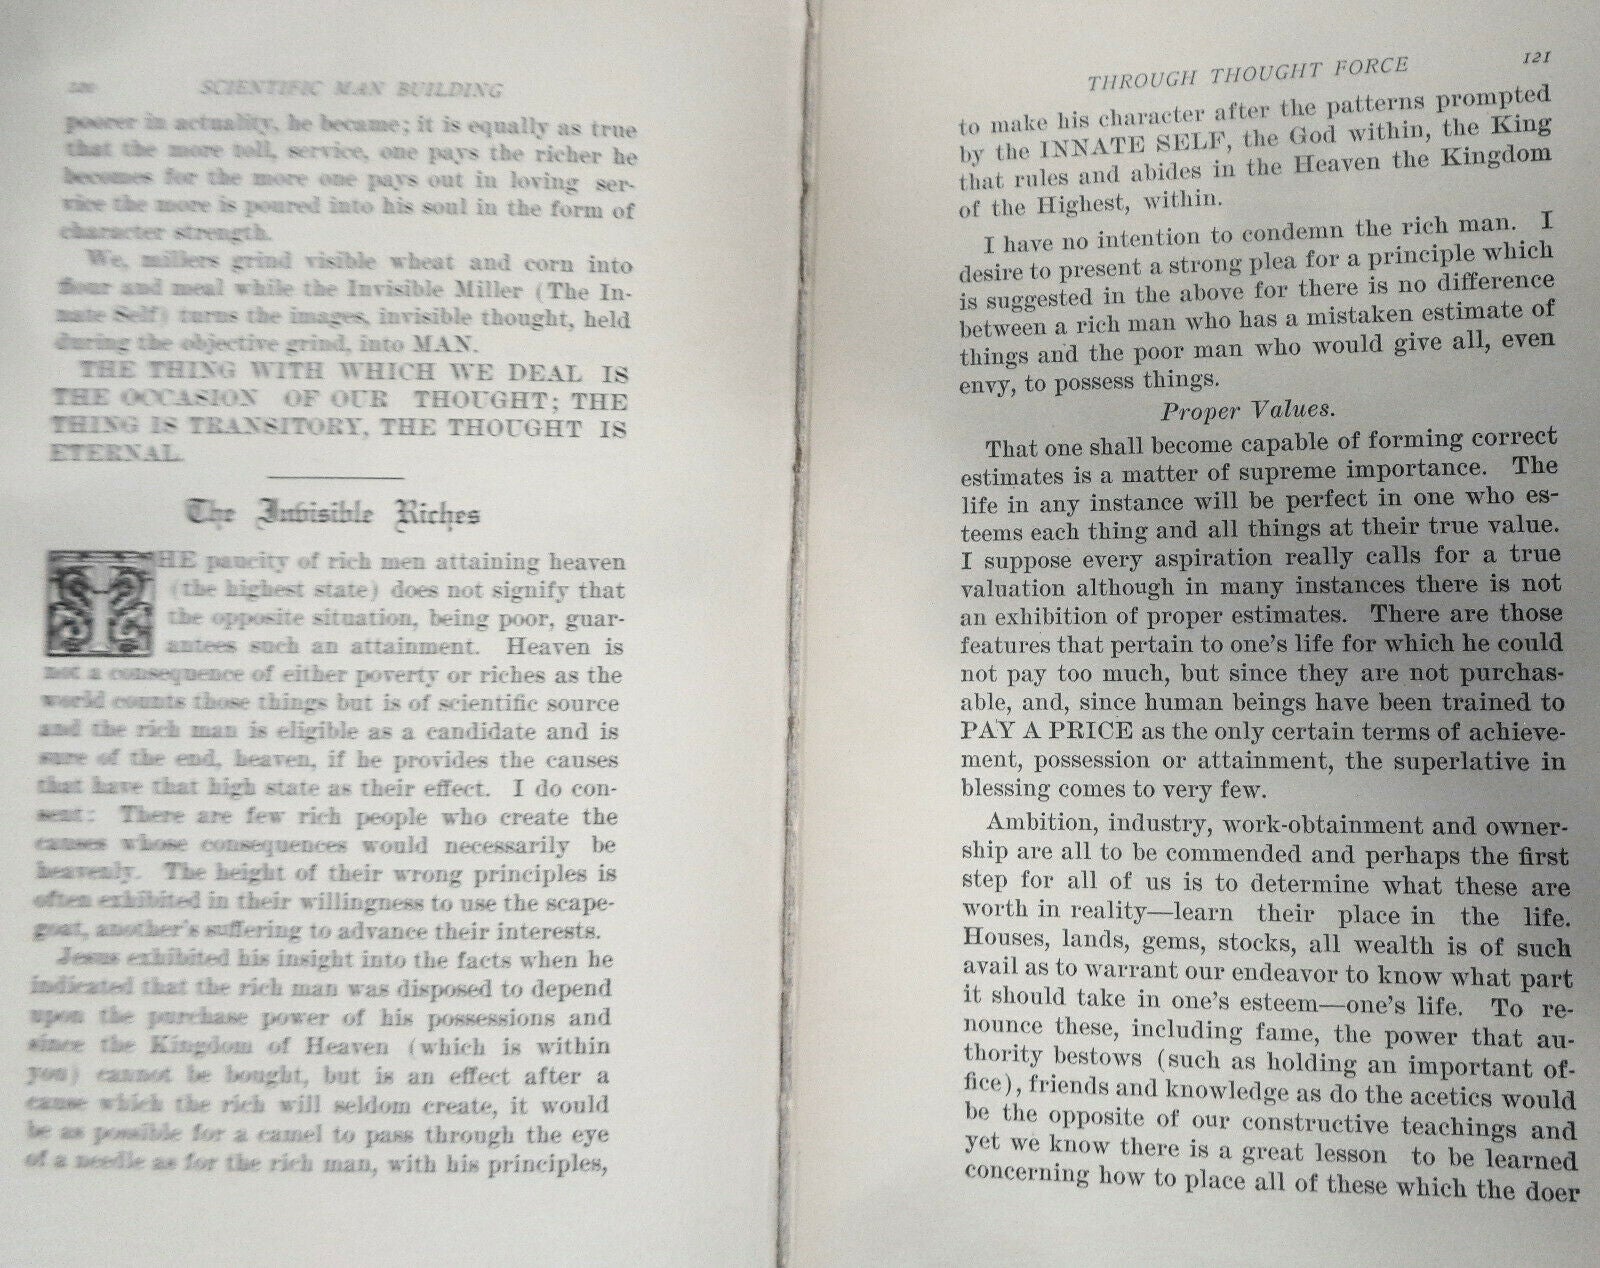 120 SCIENTIFIC MAN BUILDING
poorer in actuality, he became; it is equally as true
that the more toll, service, one pays the richer he
becomes for the more one pays out in loving ser-
vice the more is poured into his soul in the form of
character strength.
We, millers grind visible wheat and corn into
flour and meal while the Invisible Miller (The In-
nate Self) turns the images, invisible thought, held
during the objective grind, into MAN.
THE THING WITH WHICH WE DEAL IS
THE OCCASION OF OUR THOUGHT; THE
THING IS TRANSITORY, THE THOUGHT IS
ETERNAL.
The Invisible Riches
THE paucity of rich men attaining heaven
(the highest state) does not signify that
the opposite situation, being poor, guar-
antees such an attainment. Heaven is
not a consequence of either poverty or riches as the
world counts those things but is of scientific source
and the rich man is eligible as a candidate and is
sure of the end, heaven, if he provides the causes
that have that high state as their effect. I do con-
sent: There are few rich people who create the
causes whose consequences would necessarily be
heavenly. The height of their wrong principles is
often exhibited in their willingness to use the scape-
goat, another's suffering to advance their interests.
Jesus exhibited his insight into the facts when he
indicated that the rich man was disposed to depend
upon the purchase power of his possessions and
since the Kingdom of Heaven (which is within
you) cannot be bought, but is an effect after a
cause which the rich will seldom create, it would
be as possible for a camel to pass through the eye
of a needle as for the rich man, with his principles,
THROUGH THOUGHT FORCE 121
to make his character after the patterns prompted
by the INNATE SELF, the God within, the King
that rules and abides in the Heaven the Kingdom
of the Highest, within.
I have no intention to condemn the rich man. I
desire to present a strong plea for a principle which
is suggested in the above for there is no difference
between a rich man who has a mistaken estimate of
things and the poor man who would give all, even
envy, to possess things.
Proper Values.
That one shall become capable of forming correct
estimates is a matter of supreme importance. The
life in any instance will be perfect in one who es-
teems each thing and all things at their true value.
I suppose every aspiration really calls for a true
valuation although in many instances there is not
an exhibition of proper estimates. There are those
features that pertain to one's life for which he could
not pay too much, but since they are not purchas-
able, and, since human beings have been trained to
PAY A PRICE as the only certain terms of achieve-
ment, possession or attainment, the superlative in
blessing comes to very few.
Ambition, industry, work-obtainment and owner-
ship are all to be commended and perhaps the first
step for all of us is to determine what these are
worth in reality—learn their place in the life.
Houses, lands, gems, stocks, all wealth is of such
avail as to warrant our endeavor to know what part
it should take in one's esteem—one's life. To re-
nounce these, including fame, the power that au-
thority bestows (such as holding an important of-
fice), friends and knowledge as do the acetics would
be the opposite of our constructive teachings and
yet we know there is a great lesson to be learned
concerning how to place all of these which the doer